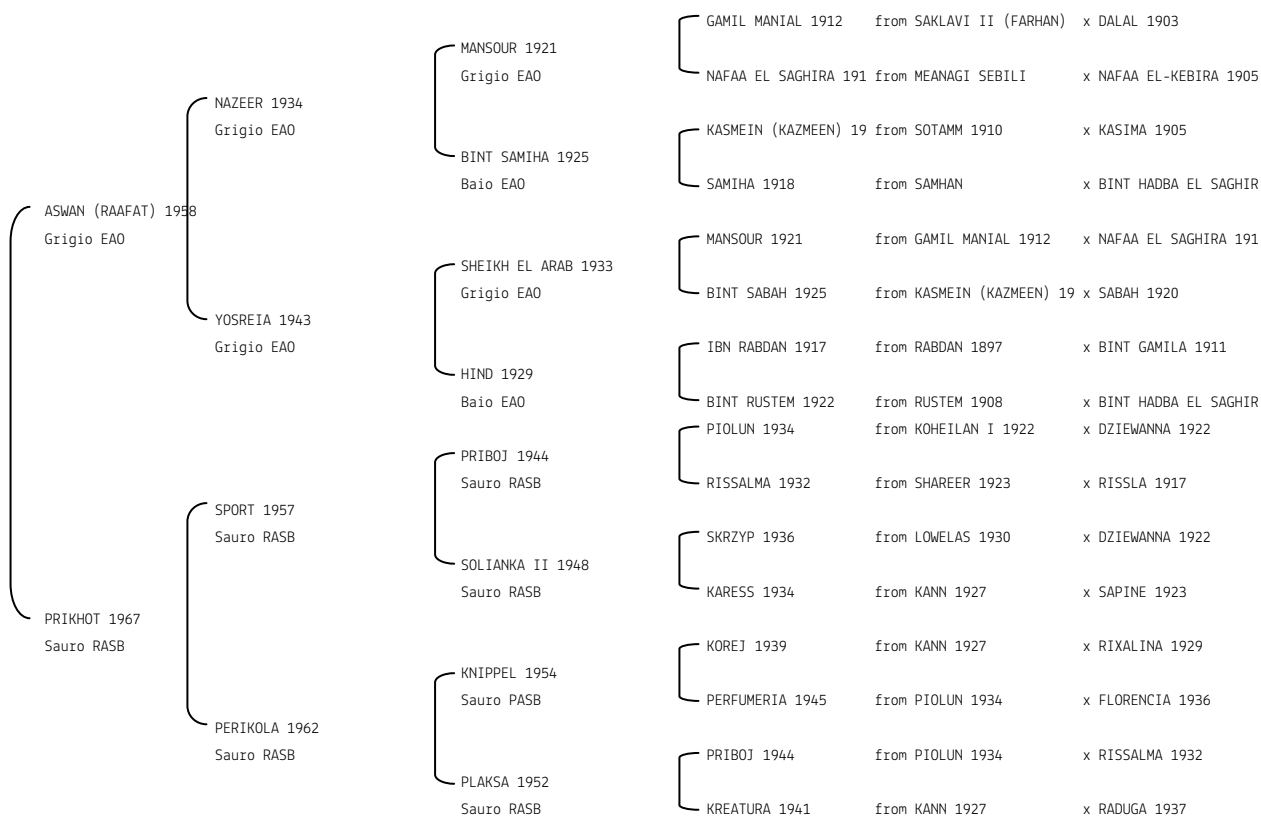 GAMIL MANIAL 1912 from SAKLAVI II (FARHAN) x DALAL 1903
MANSOUR 1921
Grigio EAO NAFAA EL SAGHIRA 191 from MEANAGI SEBILI x NAFAA EL-KEBIRA 1905
NAZEER 1934
Grigio EAO KASMEIN (KAZMEEN) 19 from SOTAMM 1910 x KASIMA 1905
BINT SAMIHA 1925
Baio EAO SAMIHA 1918 from SAMHAN x BINT HADBA EL SAGHIR
ASWAN (RAAFAT) 1958
Grigio EAO MANSOUR 1921 from GAMIL MANIAL 1912 x NAFAA EL SAGHIRA 191
SHEIKH EL ARAB 1933
Grigio EAO BINT SABAH 1925 from KASMEIN (KAZMEEN) 19 x SABAH 1920
YOSREIA 1943
Grigio EAO IBN RABDAN 1917 from RABDAN 1897 x BINT GAMILA 1911
HIND 1929
Baio EAO BINT RUSTEM 1922 from RUSTEM 1908 x BINT HADBA EL SAGHIR
PIOLUN 1934 from KOHEILAN I 1922 x DZIEWANNA 1922
PRIBOJ 1944
Sauro RASB RISSALMA 1932 from SHAREER 1923 x RISSLA 1917
SPORT 1957
Sauro RASB SKRZYP 1936 from LOWELAS 1930 x DZIEWANNA 1922
SOLIANKA II 1948
Sauro RASB KARESS 1934 from KANN 1927 x SAPINE 1923
PRIKHOT 1967
Sauro RASB KOREJ 1939 from KANN 1927 x RIXALINA 1929
KNIPPEL 1954
Sauro PASB PERFUMERIA 1945 from PIOLUN 1934 x FLORENCIA 1936
PERIKOLA 1962
Sauro RASB PRIBOJ 1944 from PIOLUN 1934 x RISSALMA 1932
PLAKSA 1952
Sauro RASB KREATURA 1941 from KANN 1927 x RADUGA 1937